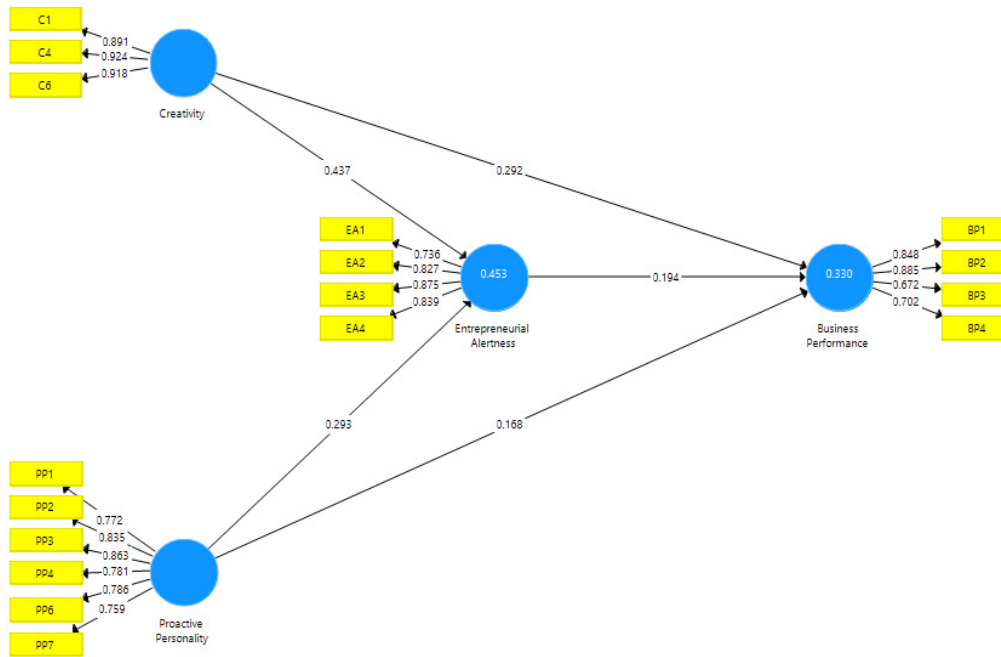 C1
0.891
C4
0.924
C6
0.918
Creativity
0.437
0.292
EA1
0.736
EA2
0.827
EA3
0.875
EA4
0.839
0.453
Entrepreneurial
Alertness
0.194
0.330
Business
Performance
BP1
0.848
BP2
0.885
BP3
0.672
BP4
0.702
0.293
0.168
PP1
0.772
PP2
0.835
PP3
0.863
PP4
0.781
PP6
0.786
PP7
0.759
Proactive
Personality